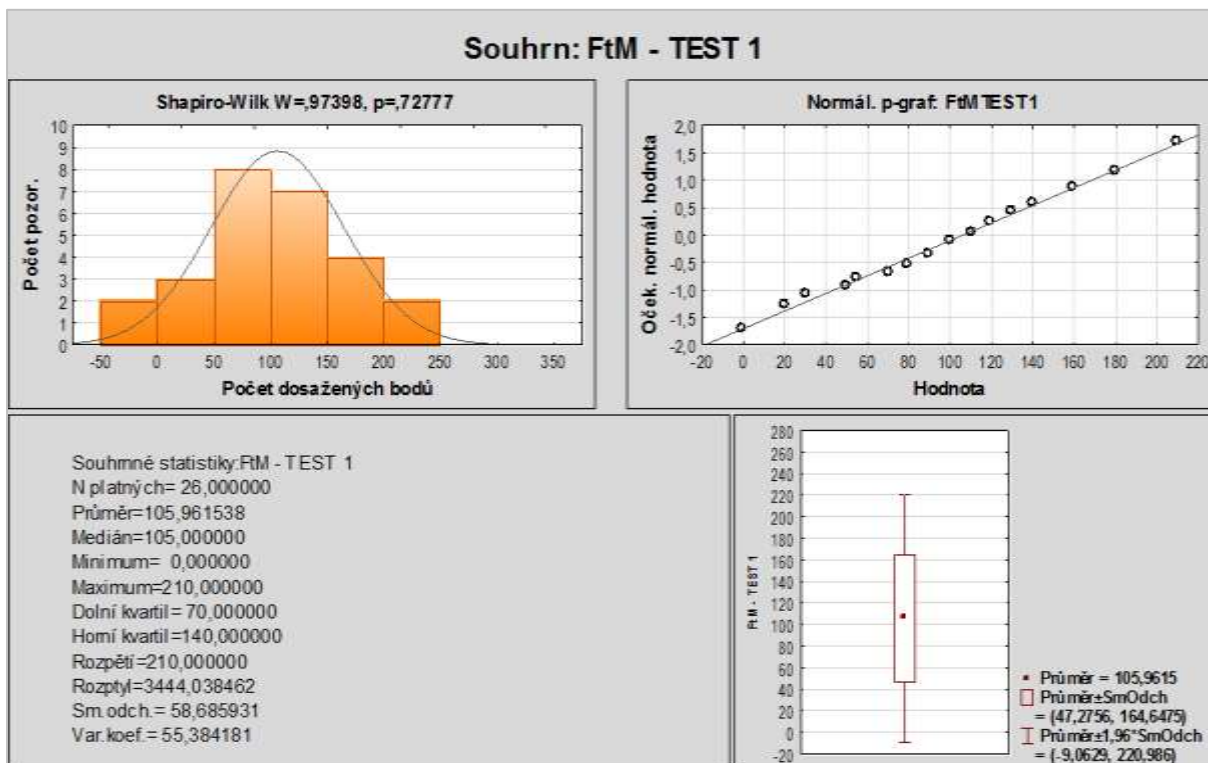 Souhrn: FtM - TEST 1
Shapiro-Wilk W=,97398, p=,72777
Počet pozor.
10
9
8
7
6
5
4
3
2
1
0
-50 0 50 100 150 200 250 300 350
Počet dosažených bodů
Normál. p-graf: FtMTEST1
Oček. normál. hodnota
2,0
1,5
1,0
0,5
0,0
-0,5
-1,0
-1,5
-2,0
-20 0 20 40 60 80 100 120 140 160 180 200 220
Hodnota
Souhrnné statistiky:FtM - TEST 1
N platných= 26,000000
Průměr=105,961538
Medián=105,000000
Minimum= 0,000000
Maximum=210,000000
Dolní kvartil= 70,000000
Horní kvartil=140,000000
Rozpětí=210,000000
Rozptyl=3444,038462
Sm.odch.= 58,685931
Var.koef.= 55,384181
FtM - TEST 1
280
260
240
220
200
180
160
140
120
100
80
60
40
20
0
-20
Průměr = 105,9615
Průměr±SmOdch
= (47,2756, 164,6475)
Průměr±1,96*SmOdch
= (-9,0629, 220,986)